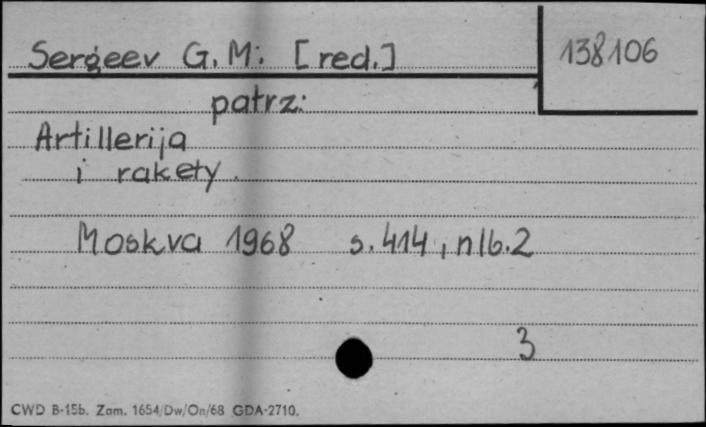 Sergeev G.M. [red.]
138106
patrz:
Artillerija
i rakety.
Moskva 1968 s. 414, nlb. 2
3
CWD B-15b. Zam. 1654/Dw/On/68 GDA-2710.